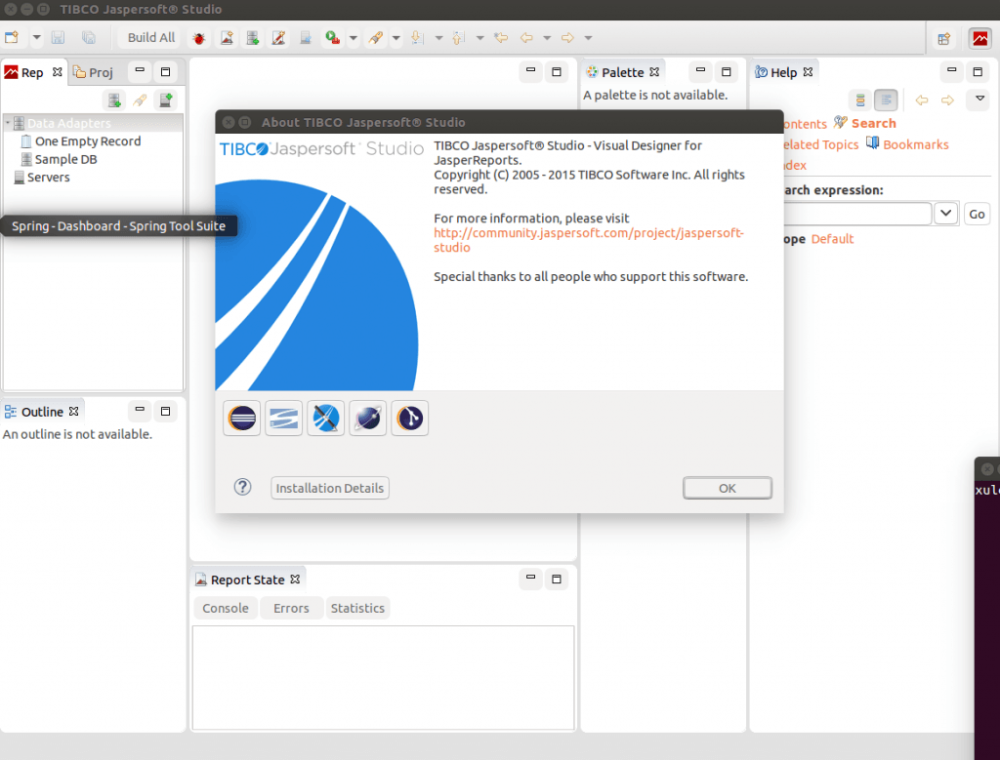 TIBCO Jaspersoft® Studio
Build All
Rep
Proj
Data Adapters
One Empty Record
Sample DB
Servers
Spring - Dashboard - Spring Tool Suite
Outline
An outline is not available.
Palette
A palette is not available.
Help
ontents Search
elated Topics Bookmarks
dex
arch expression:
Go
ope Default
About TIBCO Jaspersoft® Studio
TIBCO Jaspersoft® Studio
TIBCO Jaspersoft® Studio - Visual Designer for
JasperReports.
Copyright (C) 2005 - 2015 TIBCO Software Inc. All rights
reserved.
For more information, please visit
http://community.jaspersoft.com/project/jaspersoft-
studio
Special thanks to all people who support this software.
?
Installation Details
OK
Report State
Console
Errors
Statistics
xul